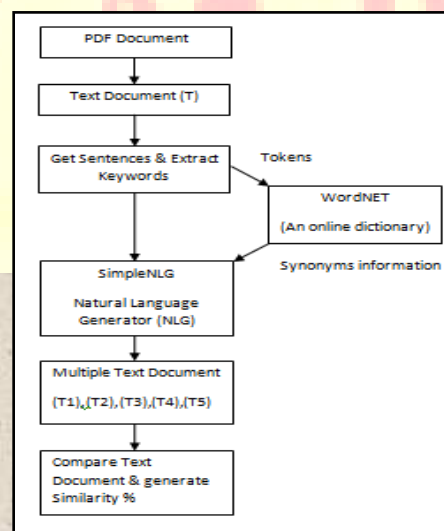 PDF Document
Text Document (T)
Get Sentences & Extract
Keywords
Tokens
WordNET
(An online dictionary)
Synonyms information
SimpleNLG
Natural Language
Generator (NLG)
Multiple Text Document
(T1),(T2),(T3),(T4),(T5)
Compare Text
Document & generate
Similarity %